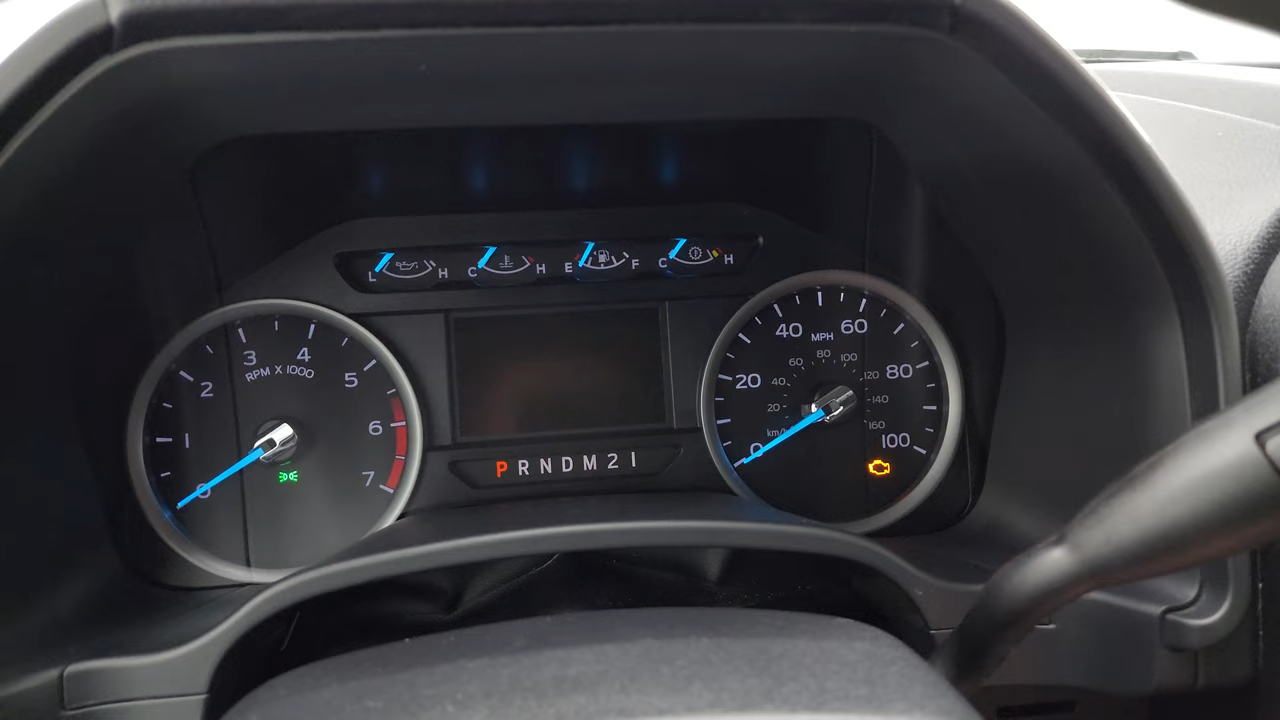 L H C H E F C H
1 2 3 4 5 6 7
0
RPM X 1000
P R N D M 2 1
0 20 40 60 80 100
MPH
20 40 60 80 100 120 140 160
km/h